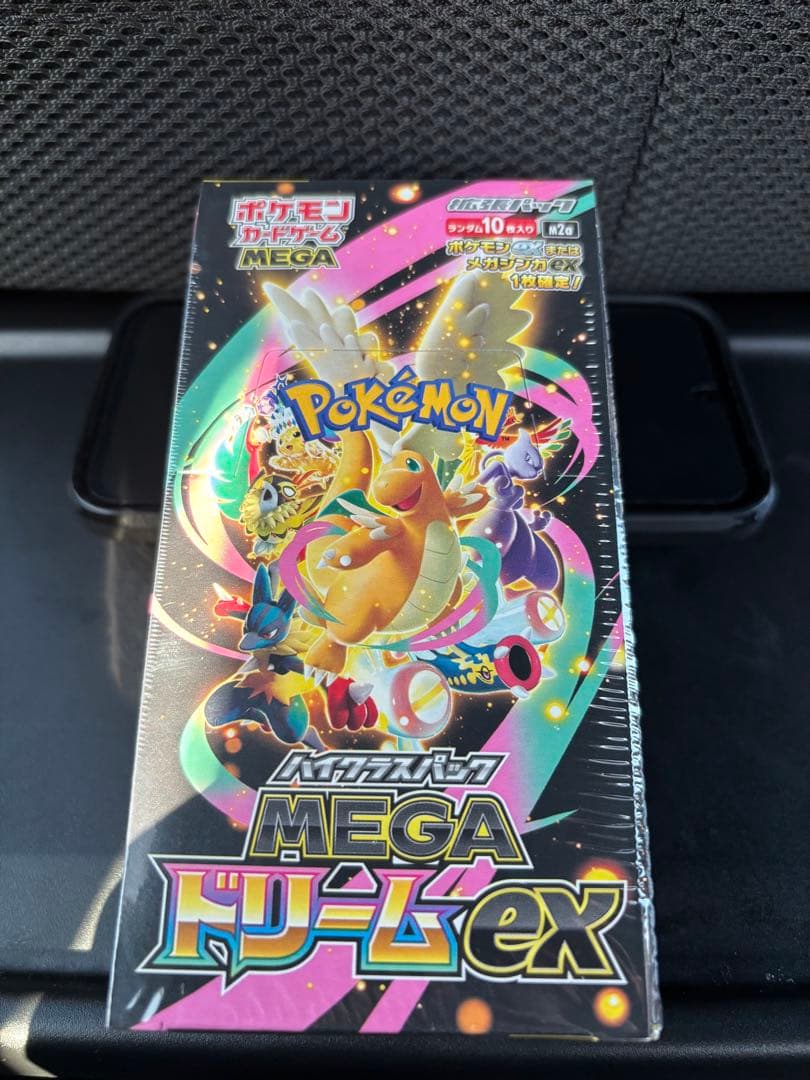 ポケモン
カードゲーム
MEGA
拡張パック
ランダム10枚入り
M2a
ポケモンexまたは
メガシンカex
1枚確定!
POKéMON
TM
ハイクラスパック
MEGA
ドリームex